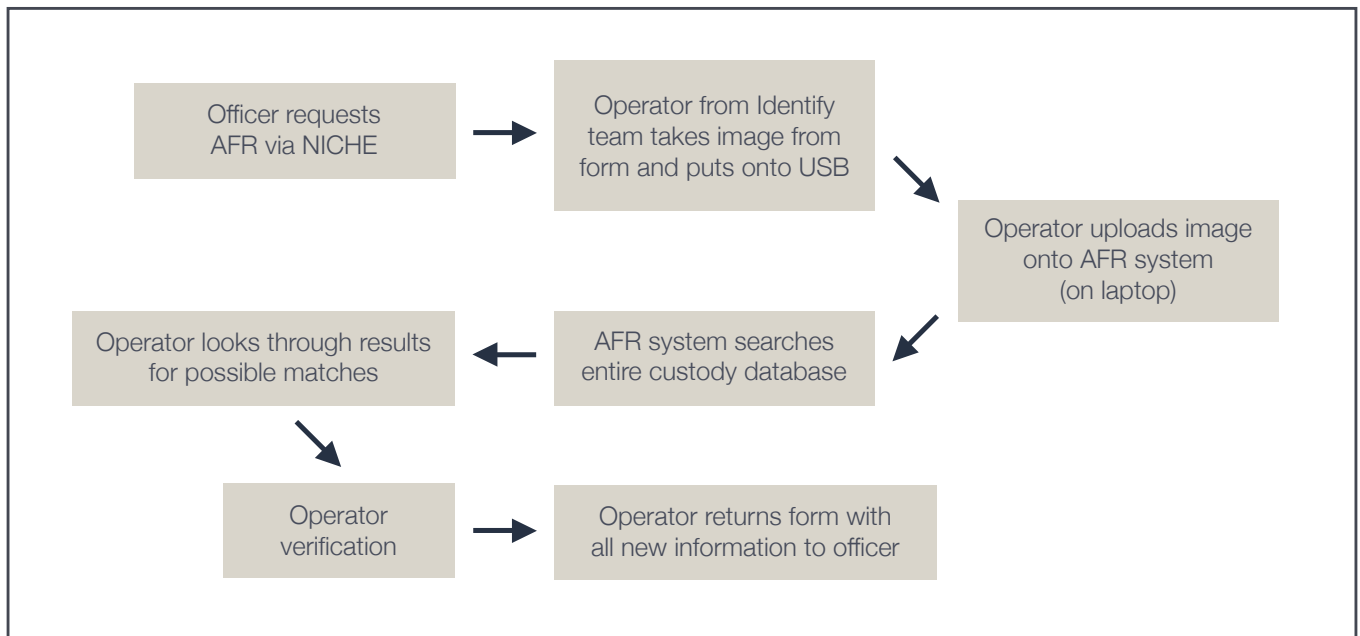 Officer requests
AFR via NICHE
Operator from Identify
team takes image from
form and puts onto USB
Operator uploads image
onto AFR system
(on laptop)
AFR system searches
entire custody database
Operator looks through results
for possible matches
Operator
verification
Operator returns form with
all new information to officer